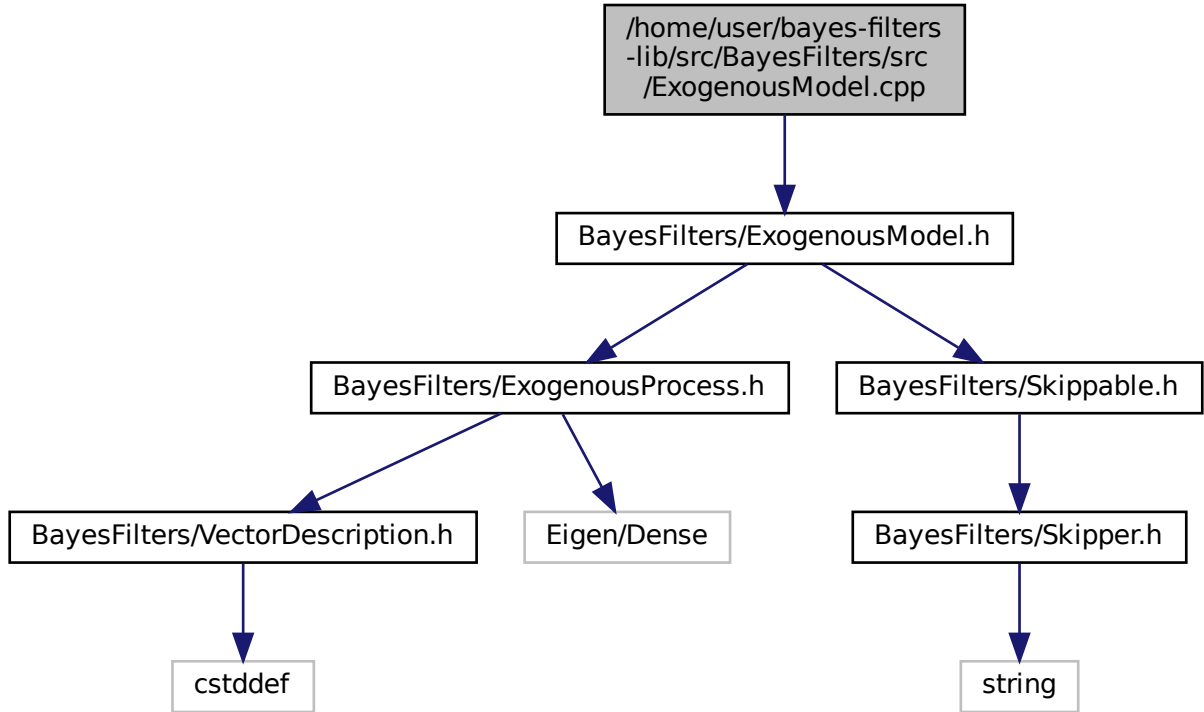 /home/user/bayes-filters
-lib/src/BayesFilters/src
/ExogenousModel.cpp
BayesFilters/ExogenousModel.h
BayesFilters/ExogenousProcess.h
BayesFilters/Skippable.h
BayesFilters/VectorDescription.h
Eigen/Dense
BayesFilters/Skipper.h
cstddef
string